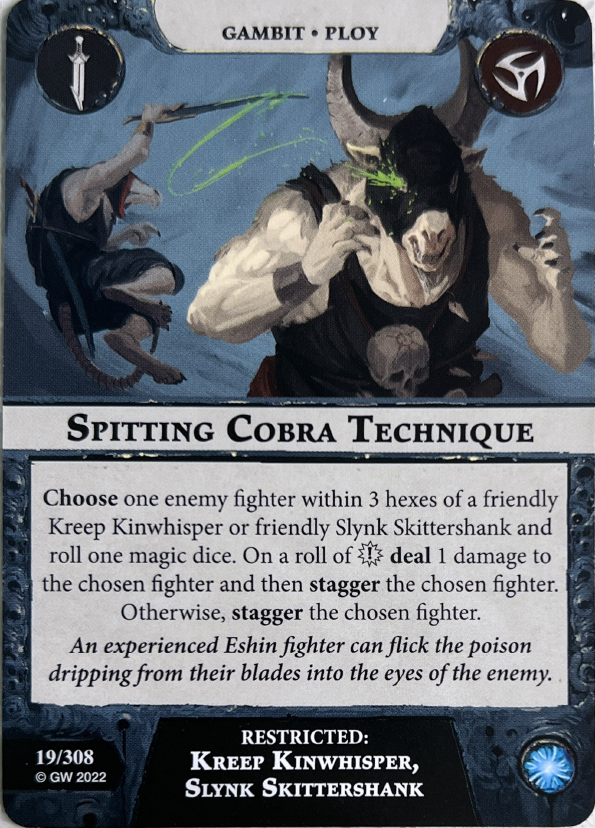 GAMBIT • PLOY
SPITTING COBRA TECHNIQUE
Choose one enemy fighter within 3 hexes of a friendly
Kreep Kinwhisper or friendly Slynk Skittershank and
roll one magic dice. On a roll of deal 1 damage to
the chosen fighter and then stagger the chosen fighter.
Otherwise, stagger the chosen fighter.
An experienced Eshin fighter can flick the poison
dripping from their blades into the eyes of the enemy.
RESTRICTED:
KREEP KINWHISPER,
SLYNK SKITTERSHANK
19/308
© GW 2022